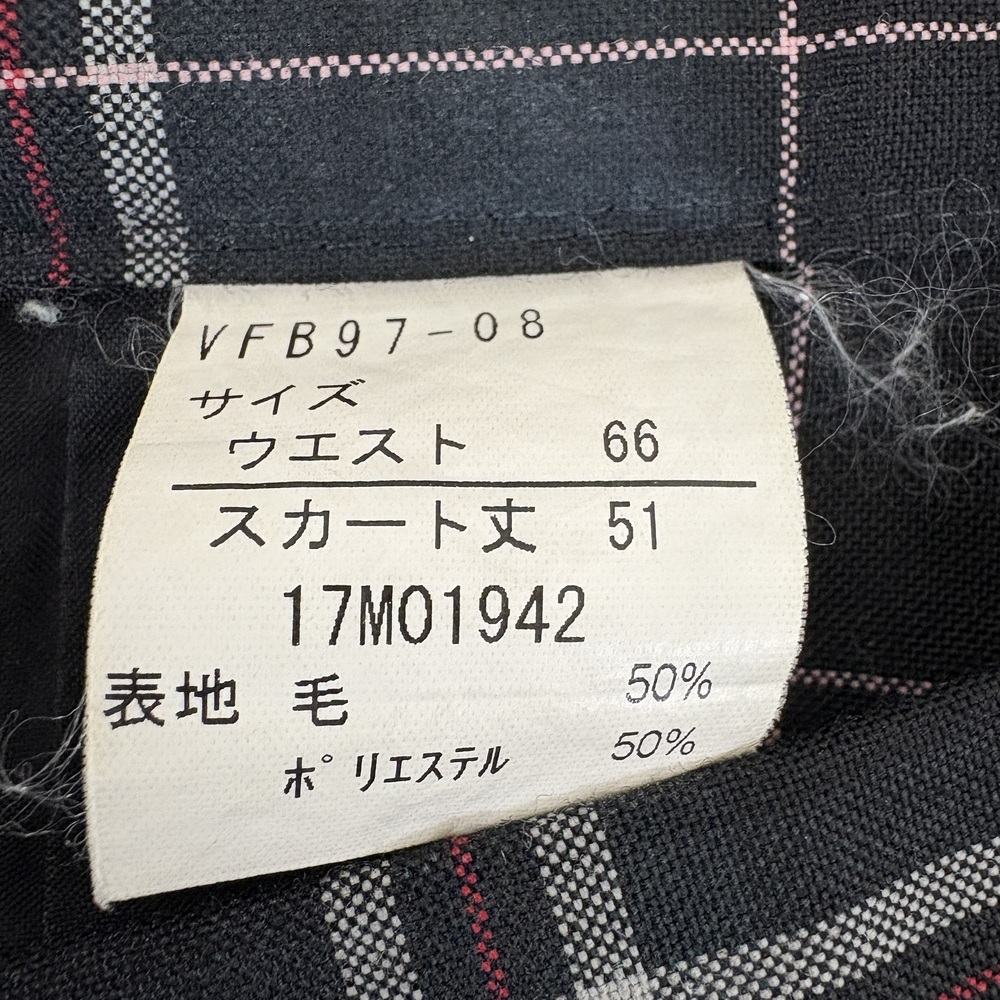 VFB97-08
サイズ
ウエスト 66
スカート丈 51
17M01942
表地 毛 50%
ポリエステル 50%